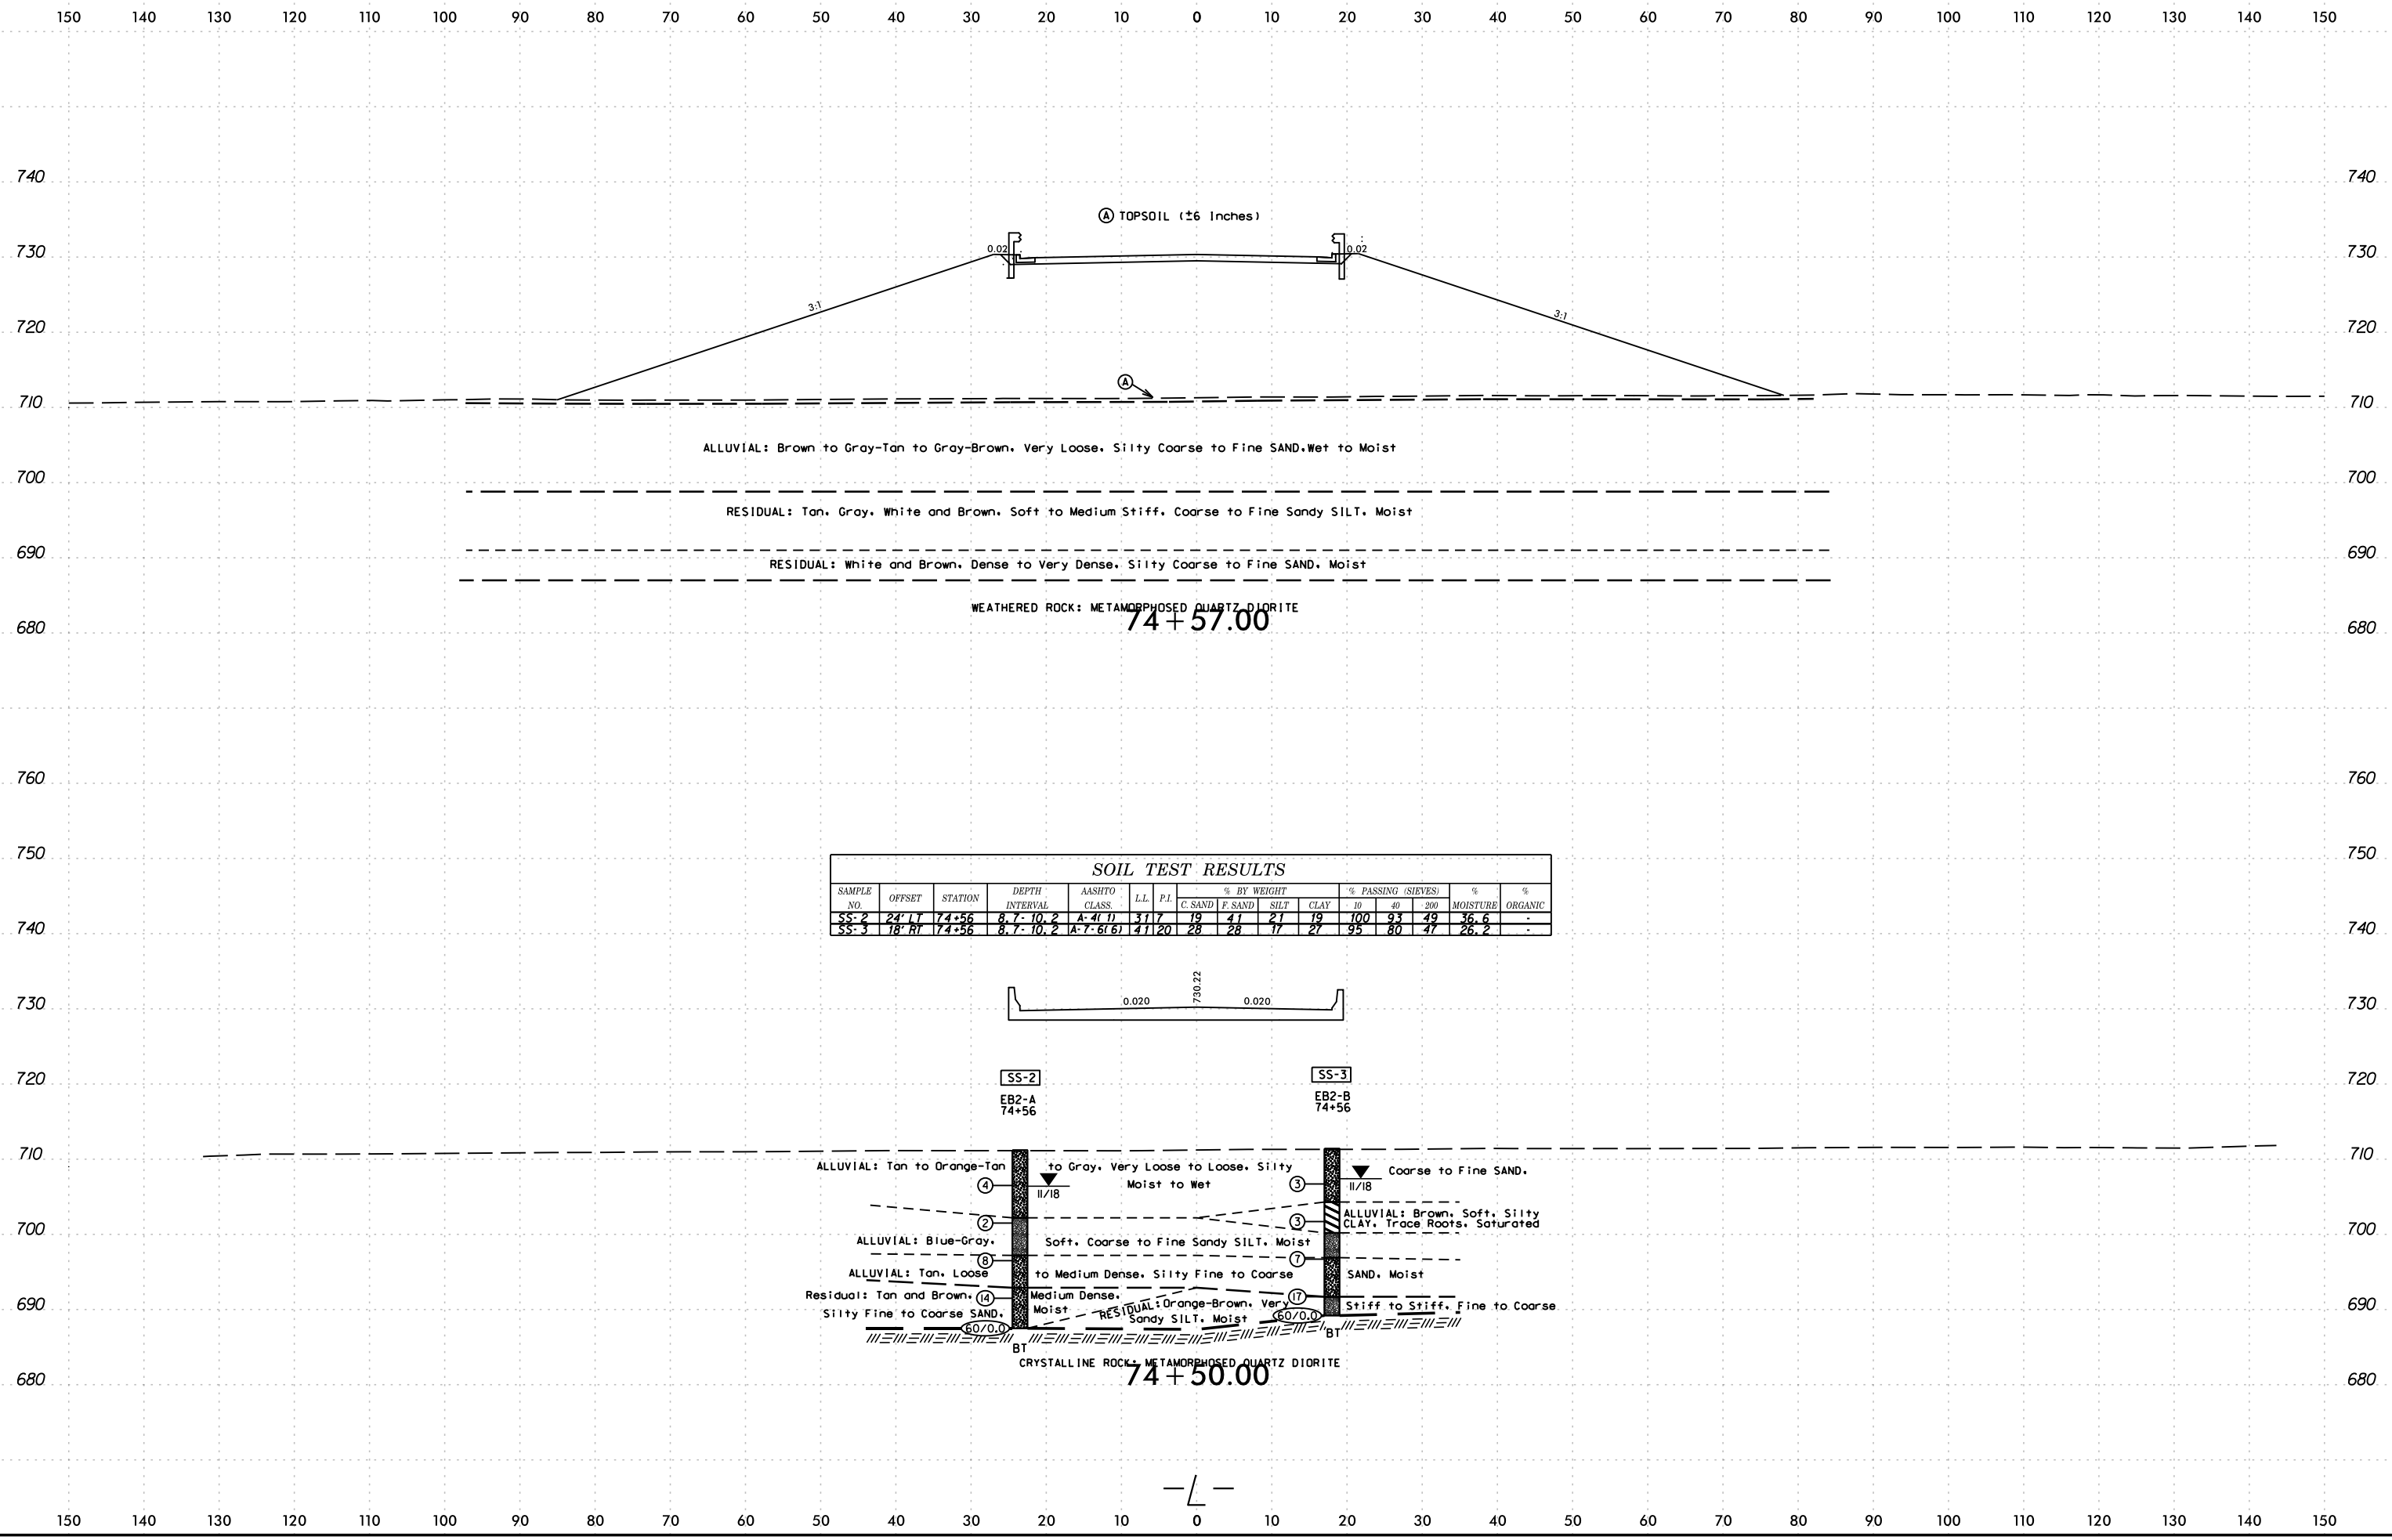 150 140 130 120 110 100 90 80 70 60 50 40 30 20 10 0 10 20 30 40 50 60 70 80 90 100 110 120 130 140 150
740 740
Ⓐ TOPSOIL (±6 Inches)
730 0.02 0.02 730
3:1 3:1
720 720
Ⓐ
710 710
ALLUVIAL: Brown to Gray-Tan to Gray-Brown, Very Loose, Silty Coarse to Fine SAND, Wet to Moist
700 700
RESIDUAL: Tan, Gray, White and Brown, Soft to Medium Stiff, Coarse to Fine Sandy SILT, Moist
690 690
RESIDUAL: White and Brown, Dense to Very Dense, Silty Coarse to Fine SAND, Moist
WEATHERED ROCK: METAMORPHOSED QUARTZ DIORITE
74+57.00
680 680
760 760
750 750
SOIL TEST RESULTS
SAMPLE NO. OFFSET STATION DEPTH INTERVAL AASHTO CLASS. L.L. P.I. % BY WEIGHT % PASSING (SIEVES) % MOISTURE % ORGANIC
C. SAND F. SAND SILT CLAY 10 40 200
SS-2 24' LT 74+56 8.7-10.2 A-4(1) 31 7 19 41 21 19 100 93 49 36.6 -
SS-3 18' RT 74+56 8.7-10.2 A-7-6(6) 41 20 28 28 17 27 95 80 47 26.2 -
740 740
730.22
730 0.020 0.020 730
720 SS-2 SS-3 720
EB2-A EB2-B
74+56 74+56
710 710
ALLUVIAL: Tan to Orange-Tan to Gray, Very Loose to Loose, Silty Coarse to Fine SAND,
4 Moist to Wet 3
11/18 11/18
2 3 ALLUVIAL: Brown, Soft, Silty
CLAY, Trace Roots, Saturated
700 700
ALLUVIAL: Blue-Gray, Soft, Coarse to Fine Sandy SILT, Moist
8 7
ALLUVIAL: Tan, Loose to Medium Dense, Silty Fine to Coarse SAND, Moist
Residual: Tan and Brown, 14 Medium Dense, 17
690 Moist RESIDUAL: Orange-Brown, Very Stiff to Stiff, Fine to Coarse 690
Silty Fine to Coarse SAND, Sandy SILT, Moist
60/0.0 60/0.0
BT BT
CRYSTALLINE ROCK: METAMORPHOSED QUARTZ DIORITE
74+50.00
680 680
-L-
150 140 130 120 110 100 90 80 70 60 50 40 30 20 10 0 10 20 30 40 50 60 70 80 90 100 110 120 130 140 150